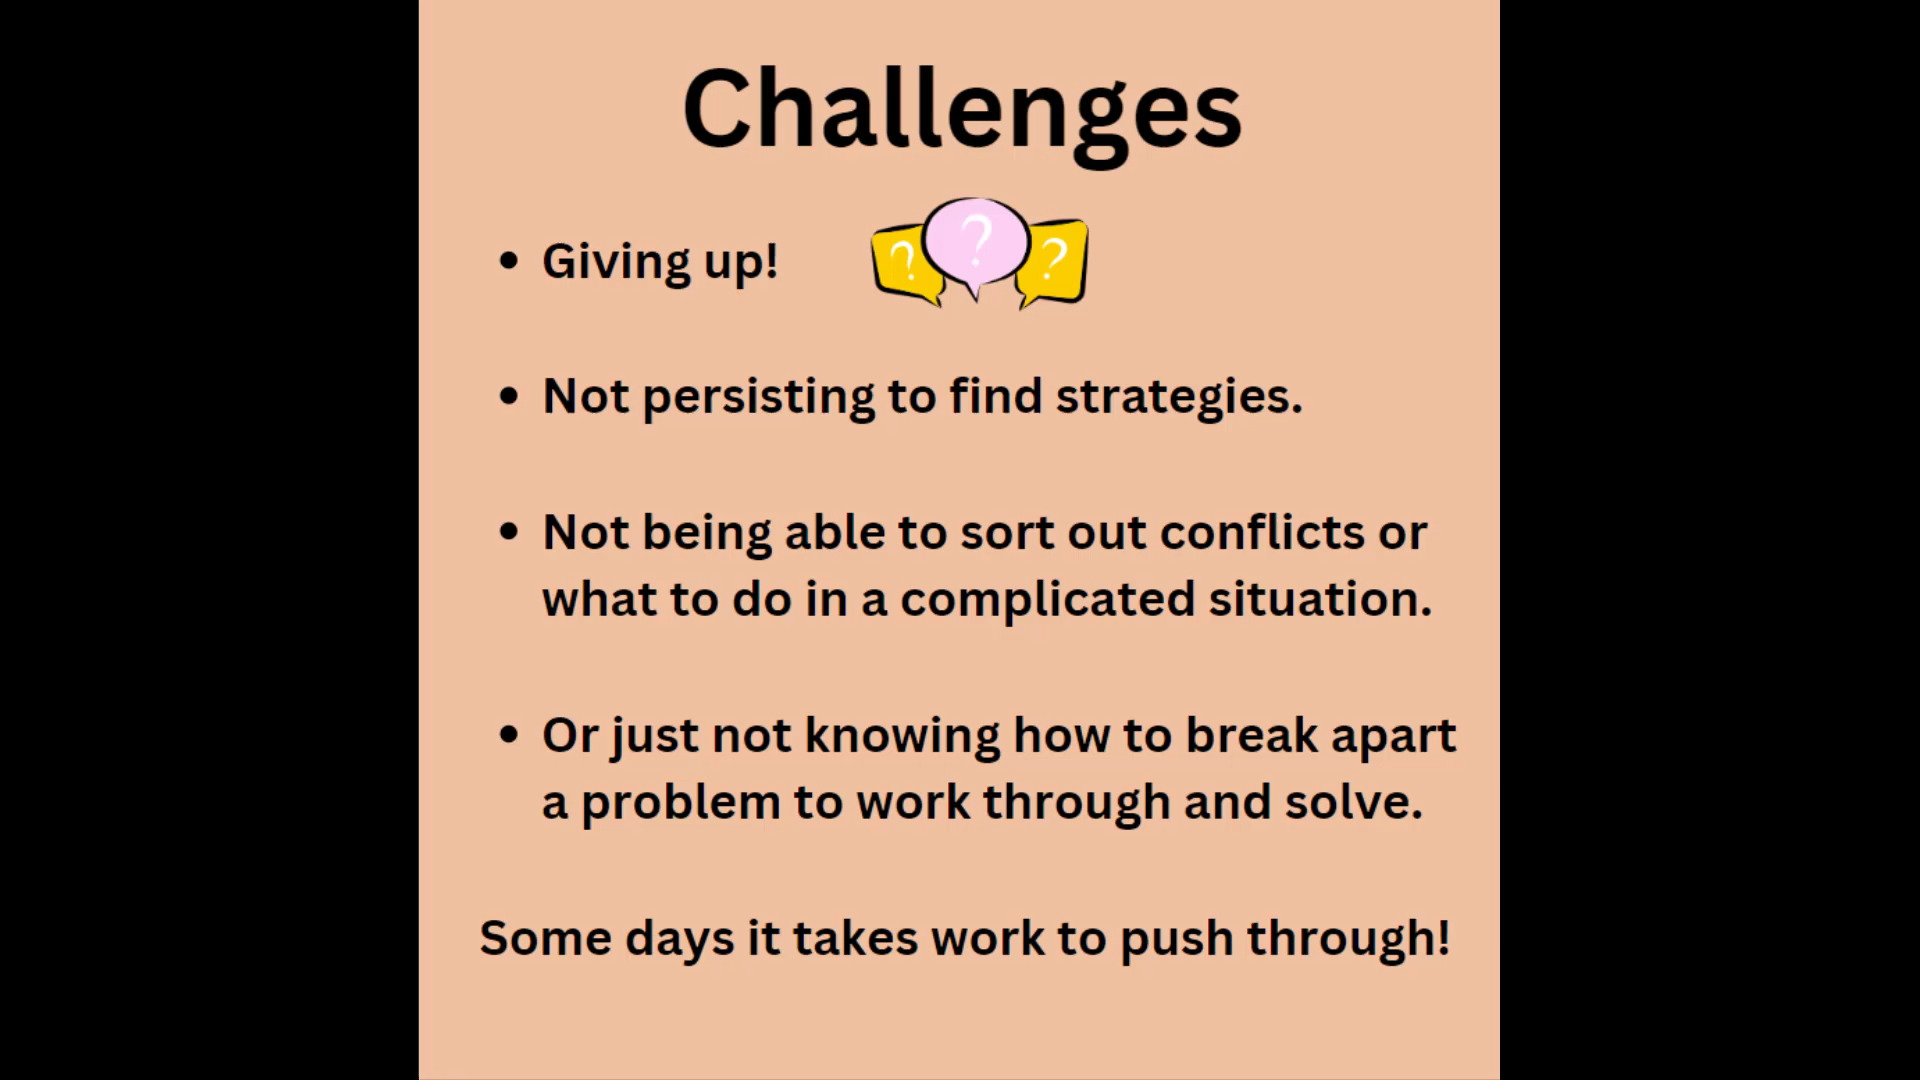 Challenges
• Giving up!
? ? ?
• Not persisting to find strategies.
• Not being able to sort out conflicts or
what to do in a complicated situation.
• Or just not knowing how to break apart
a problem to work through and solve.
Some days it takes work to push through!